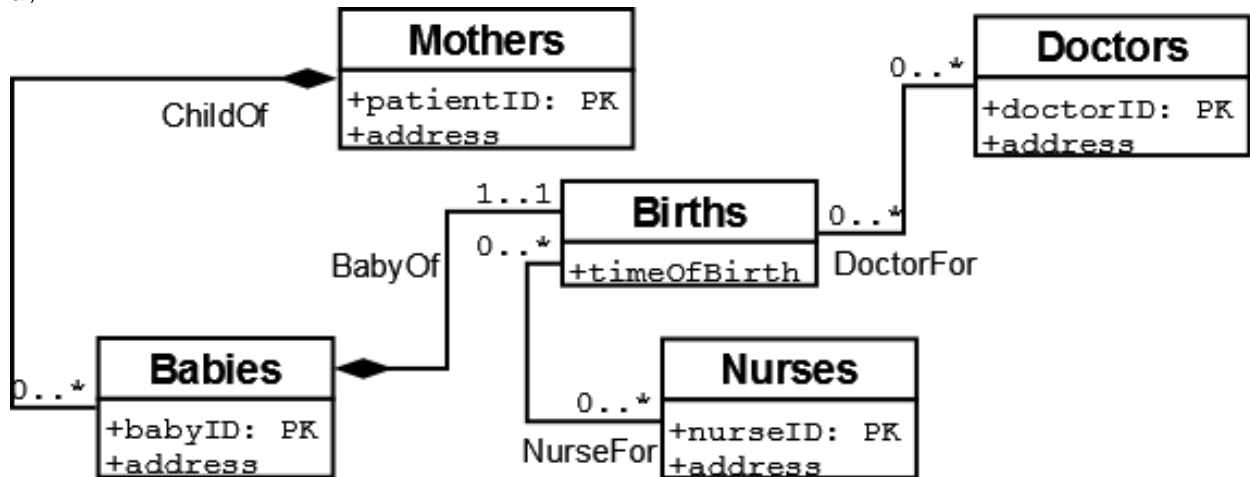 Mothers
+patientID: PK
+address
Doctors
+doctorID: PK
+address
0..*
ChildOf
1..1
Births
+timeOfBirth
0..*
0..*
DoctorFor
BabyOf
Babies
+babyID: PK
+address
0..*
Nurses
+nurseID: PK
+address
0..*
NurseFor